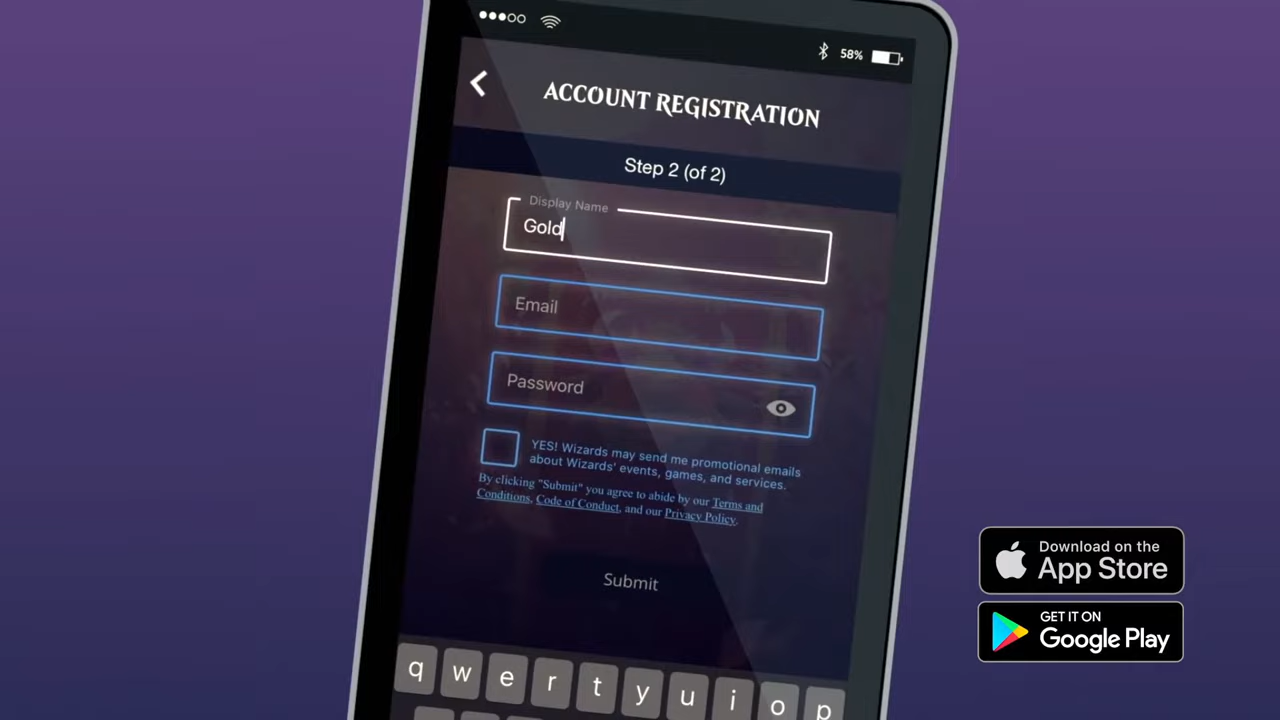 58%
ACCOUNT REGISTRATION
Step 2 (of 2)
Display Name
Gold
Email
Password
YES! Wizards may send me promotional emails
about Wizards' events, games, and services.
By clicking "Submit" you agree to abide by our Terms and
Conditions, Code of Conduct, and our Privacy Policy.
Submit
q w e r t y u i o p
Download on the
App Store
GET IT ON
Google Play